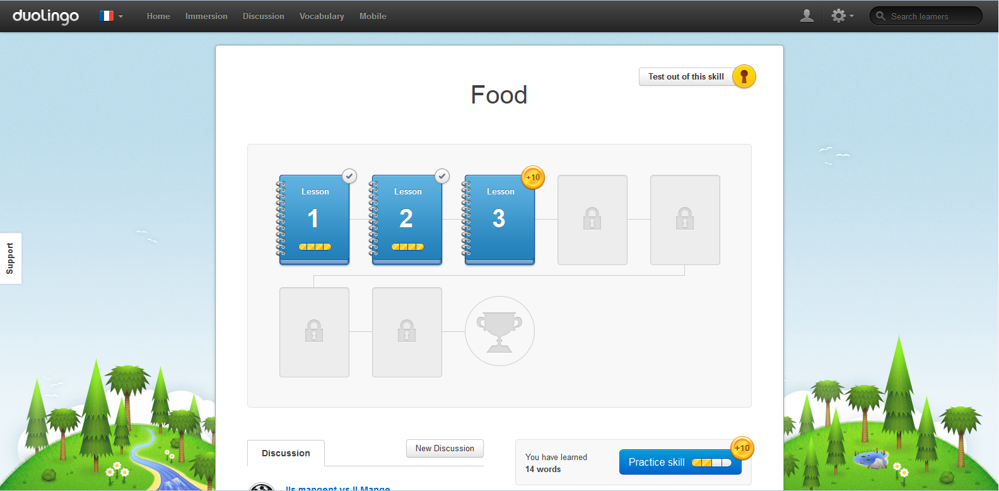 duolingo
Home Immersion Discussion Vocabulary Mobile
Search learners
Test out of this skill
Food
Lesson
1
Lesson
2
+10
Lesson
3
Support
Discussion
New Discussion
You have learned
14 words
Practice skill
+10
Ils mangent vs Il Mange